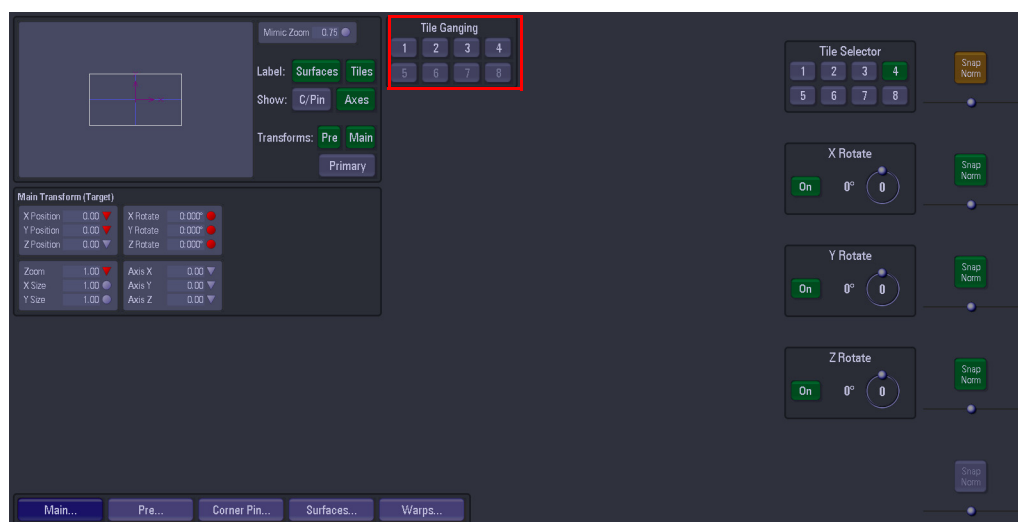 Mimic Zoom 0.75
Label: Surfaces Tiles
Show: C/Pin Axes
Transforms: Pre Main
Primary
Tile Ganging
1 2 3 4
5 6 7 8
Tile Selector
1 2 3 4
5 6 7 8
Snap
Norm
X Rotate
On 0° 0
Snap
Norm
Main Transform (Target)
X Position 0.00 X Rotate 0.000°
Y Position 0.00 Y Rotate 0.000°
Z Position 0.00 Z Rotate 0.000°
Zoom 1.00 Axis X 0.00
X Size 1.00 Axis Y 0.00
Y Size 1.00 Axis Z 0.00
Y Rotate
On 0° 0
Snap
Norm
Z Rotate
On 0° 0
Snap
Norm
Snap
Norm
Main... Pre... Corner Pin... Surfaces... Warps...